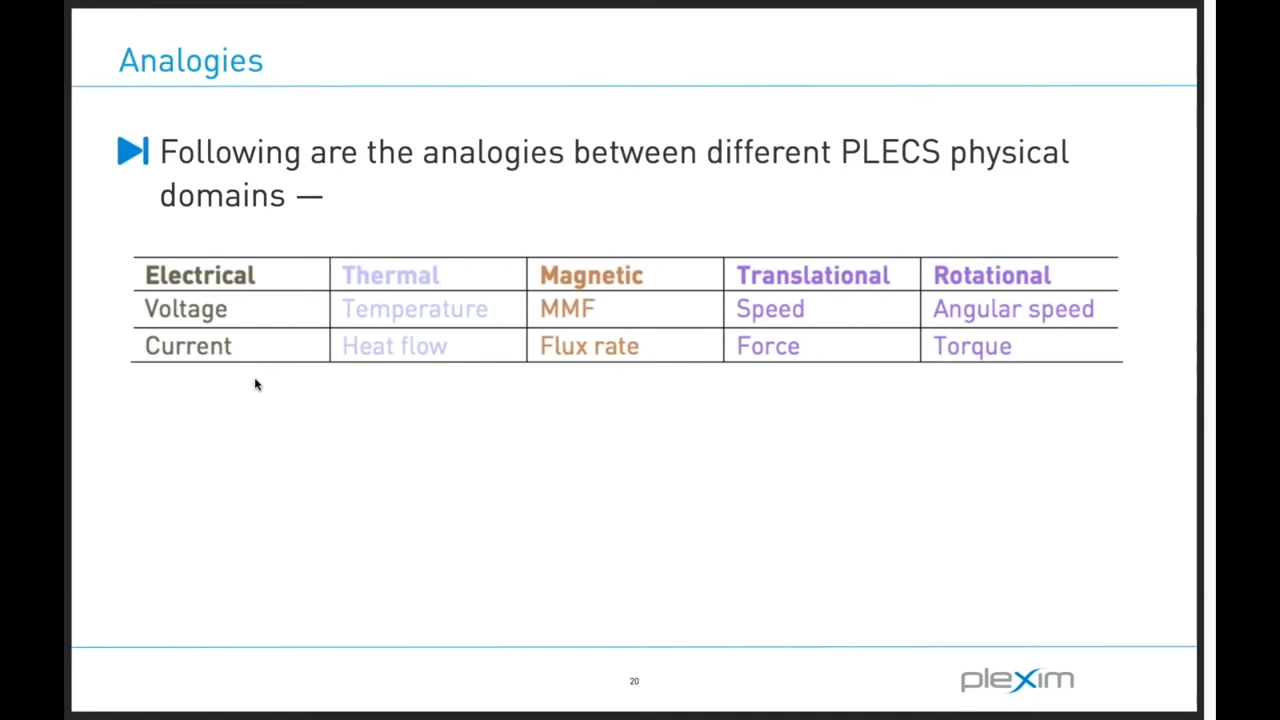 Analogies
Following are the analogies between different PLECS physical
domains —
Electrical Thermal Magnetic Translational Rotational
Voltage Temperature MMF Speed Angular speed
Current Heat flow Flux rate Force Torque
20
plexim